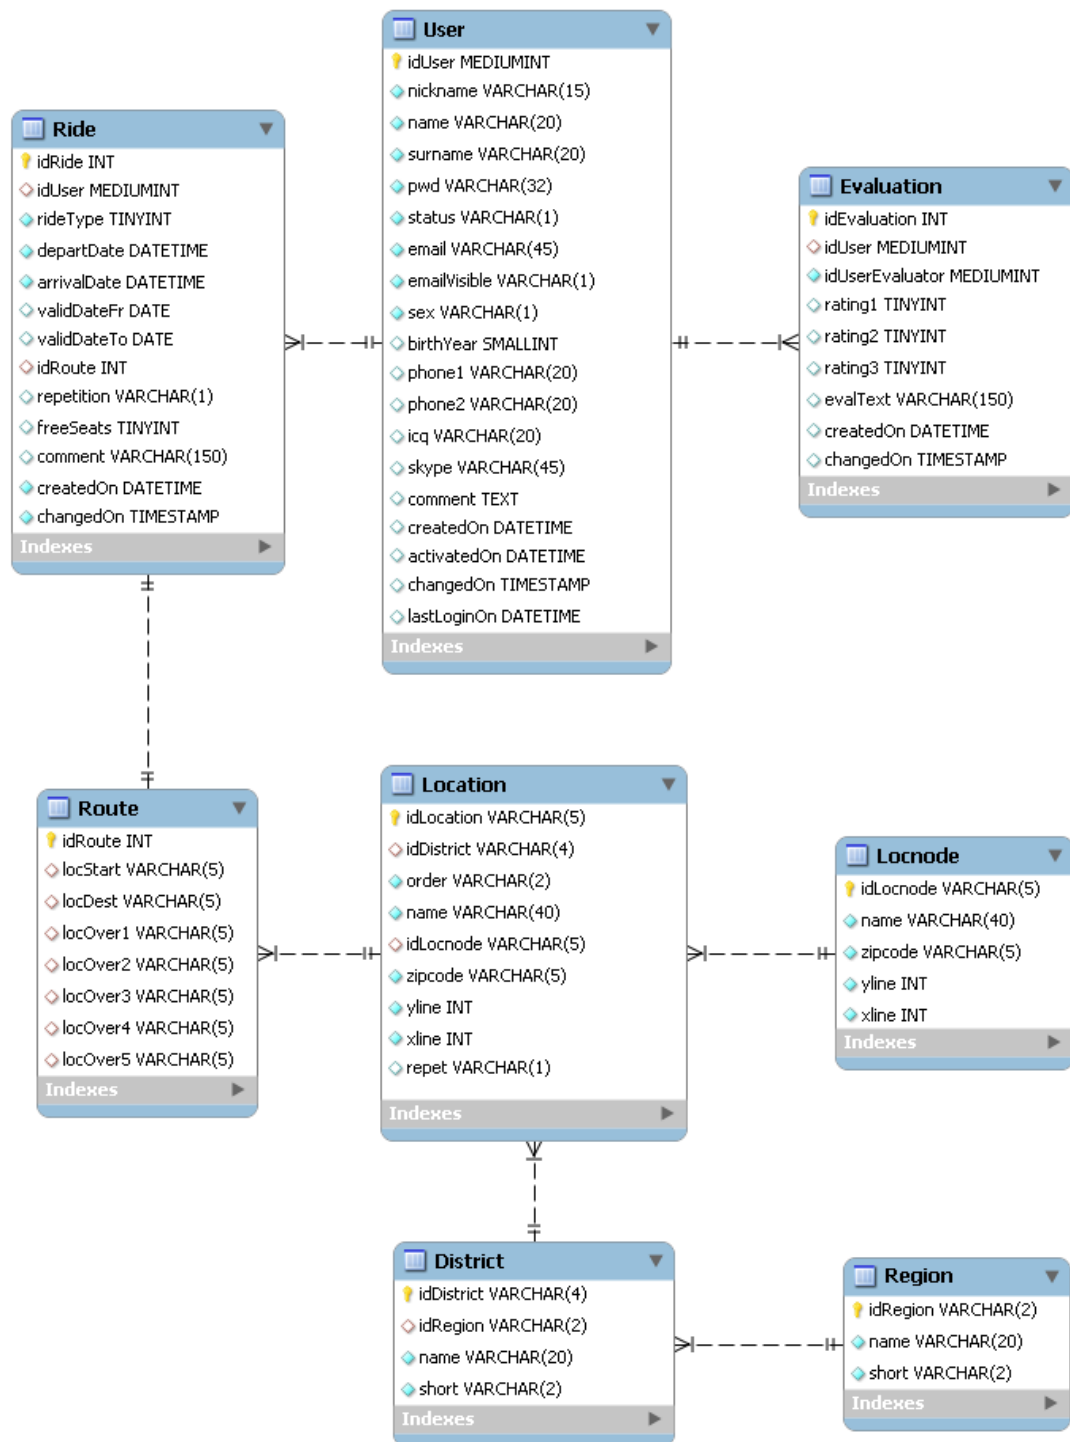 User
idUser MEDIUMINT
nickname VARCHAR(15)
name VARCHAR(20)
surname VARCHAR(20)
pwd VARCHAR(32)
status VARCHAR(1)
email VARCHAR(45)
emailVisible VARCHAR(1)
sex VARCHAR(1)
birthYear SMALLINT
phone1 VARCHAR(20)
phone2 VARCHAR(20)
icq VARCHAR(20)
skype VARCHAR(45)
comment TEXT
createdOn DATETIME
activatedOn DATETIME
changedOn TIMESTAMP
lastLoginOn DATETIME
Indexes
Ride
idRide INT
idUser MEDIUMINT
rideType TINYINT
departDate DATETIME
arrivalDate DATETIME
validDateFr DATE
validDateTo DATE
idRoute INT
repetition VARCHAR(1)
freeSeats TINYINT
comment VARCHAR(150)
createdOn DATETIME
changedOn TIMESTAMP
Indexes
Evaluation
idEvaluation INT
idUser MEDIUMINT
idUserEvaluator MEDIUMINT
rating1 TINYINT
rating2 TINYINT
rating3 TINYINT
evalText VARCHAR(150)
createdOn DATETIME
changedOn TIMESTAMP
Indexes
Route
idRoute INT
locStart VARCHAR(5)
locDest VARCHAR(5)
locOver1 VARCHAR(5)
locOver2 VARCHAR(5)
locOver3 VARCHAR(5)
locOver4 VARCHAR(5)
locOver5 VARCHAR(5)
Indexes
Location
idLocation VARCHAR(5)
idDistrict VARCHAR(4)
order VARCHAR(2)
name VARCHAR(40)
idLocnode VARCHAR(5)
zipcode VARCHAR(5)
yline INT
xline INT
repet VARCHAR(1)
Indexes
Locnode
idLocnode VARCHAR(5)
name VARCHAR(40)
zipcode VARCHAR(5)
yline INT
xline INT
Indexes
District
idDistrict VARCHAR(4)
idRegion VARCHAR(2)
name VARCHAR(20)
short VARCHAR(2)
Indexes
Region
idRegion VARCHAR(2)
name VARCHAR(20)
short VARCHAR(2)
Indexes